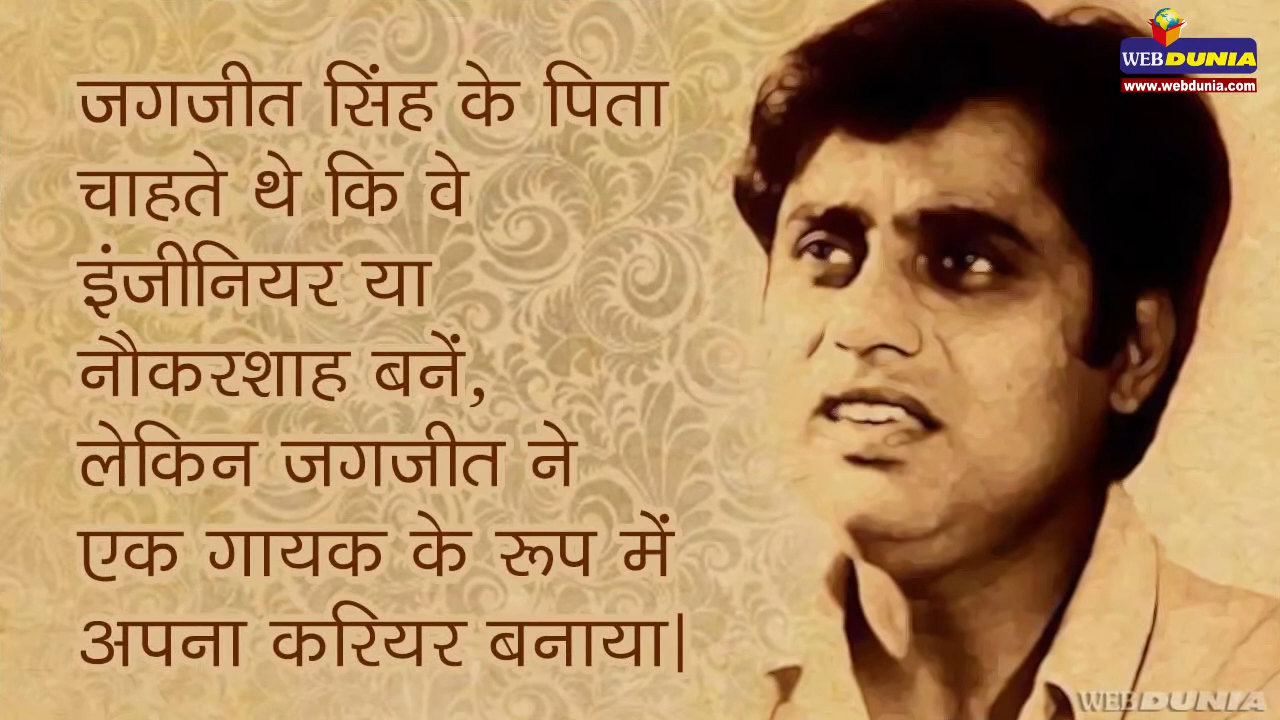 WEBDUNIA
www.webdunia.com
जगजीत सिंह के पिता
चाहते थे कि वे
इंजीनियर या
नौकरशाह बनें,
लेकिन जगजीत ने
एक गायक के रूप में
अपना करियर बनाया|
WEBDUNIA